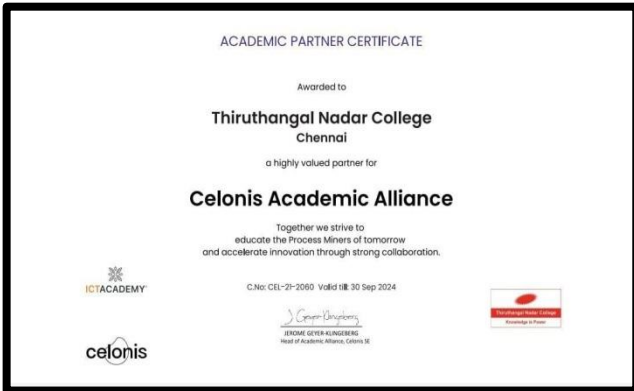 ACADEMIC PARTNER CERTIFICATE
Awarded to
Thiruthangal Nadar College
Chennai
a highly valued partner for
Celonis Academic Alliance
Together we strive to
educate the Process Miners of tomorrow
and accelerate innovation through strong collaboration.
ICTACADEMY
C.No: CEL-21-2060 Valid till: 30 Sep 2024
Thiruthangal Nadar College
Knowledge is Power
J. Geyer-Klingeberg
JEROME GEYER-KLINGEBERG
Head of Academic Alliance, Celonis SE
celonis